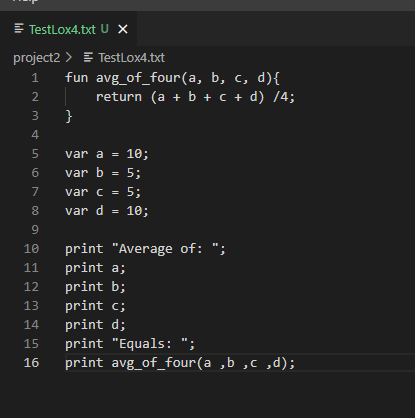 TestLox4.txt U
project2 > TestLox4.txt
1 fun avg_of_four(a, b, c, d){
2     return (a + b + c + d) /4;
3 }
4
5 var a = 10;
6 var b = 5;
7 var c = 5;
8 var d = 10;
9
10 print "Average of: ";
11 print a;
12 print b;
13 print c;
14 print d;
15 print "Equals: ";
16 print avg_of_four(a ,b ,c ,d);